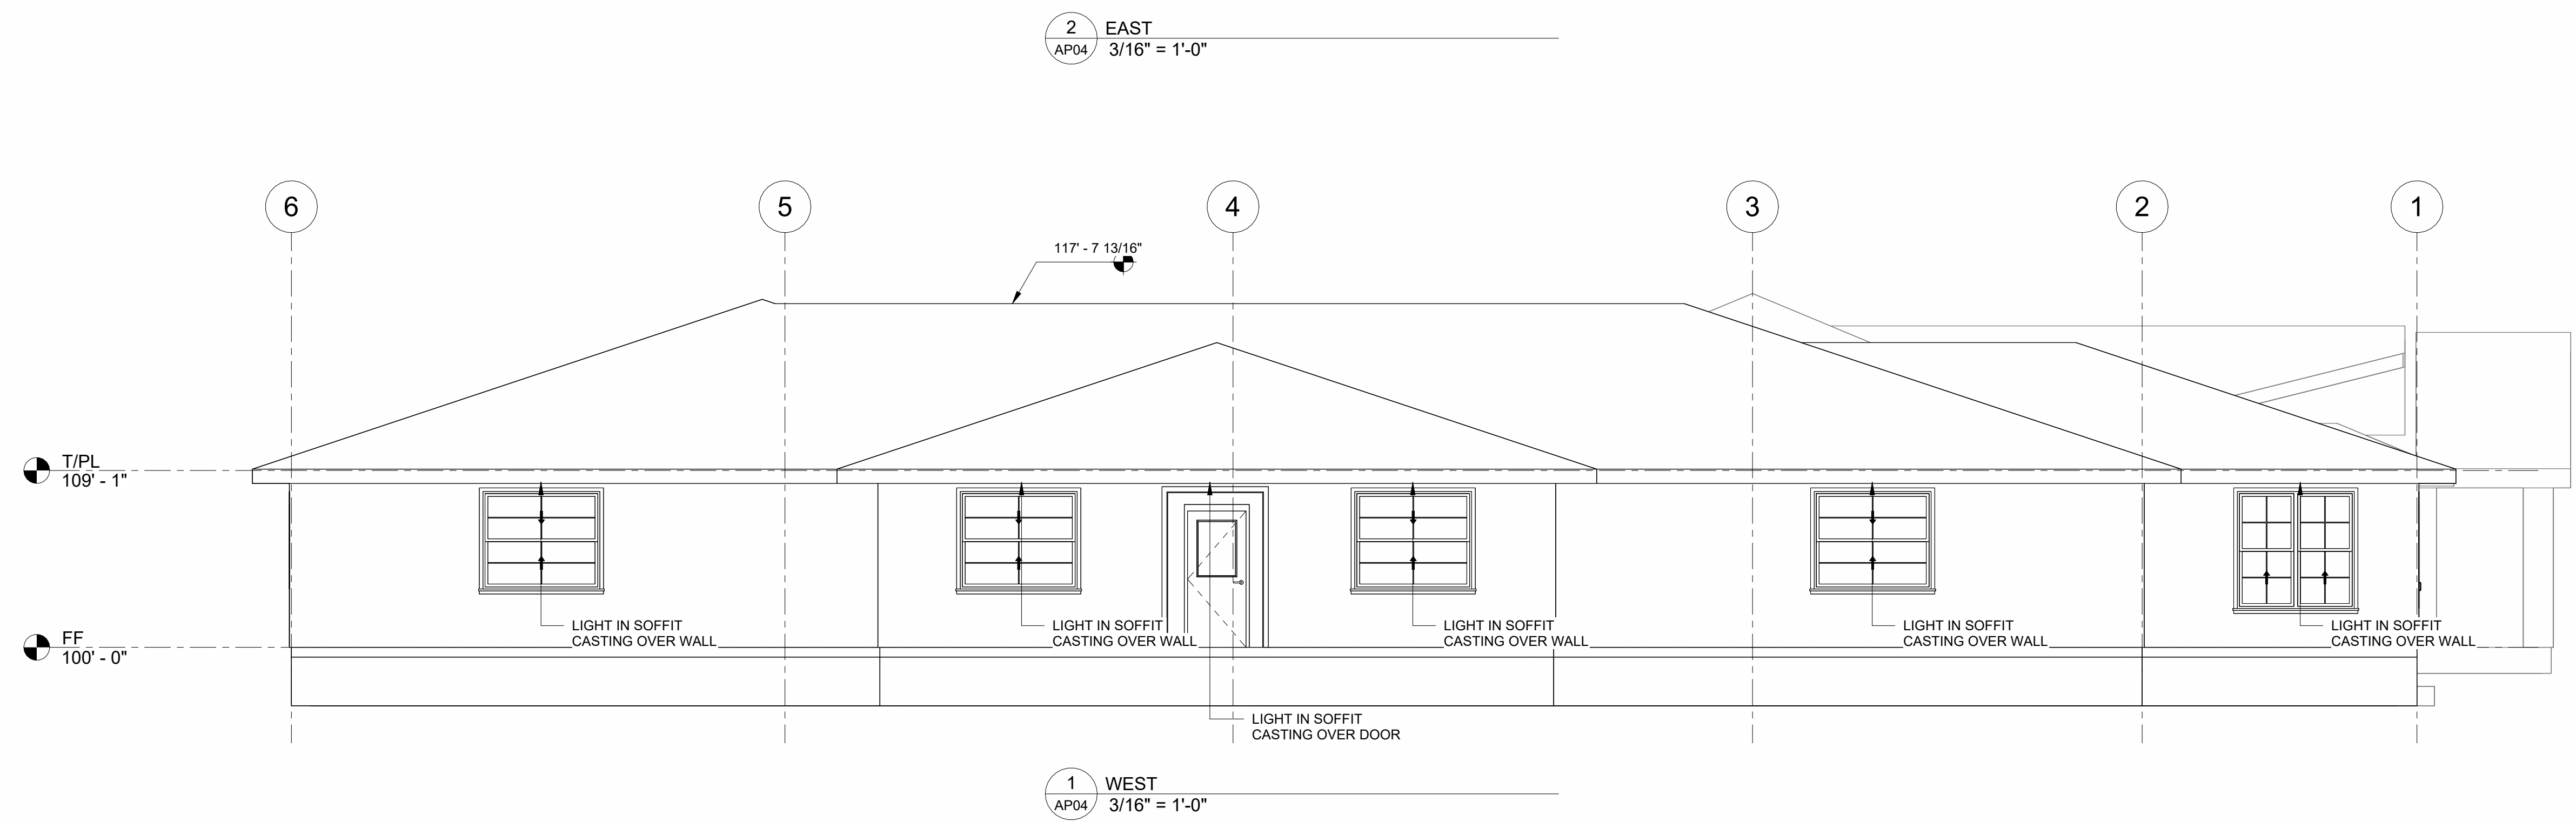 2 EAST
AP04 3/16" = 1'-0"
6 5 4 3 2 1
117' - 7 13/16"
T/PL
109' - 1"
FF
100' - 0"
LIGHT IN SOFFIT
CASTING OVER WALL
LIGHT IN SOFFIT
CASTING OVER WALL
LIGHT IN SOFFIT
CASTING OVER WALL
LIGHT IN SOFFIT
CASTING OVER WALL
LIGHT IN SOFFIT
CASTING OVER WALL
LIGHT IN SOFFIT
CASTING OVER DOOR
1 WEST
AP04 3/16" = 1'-0"